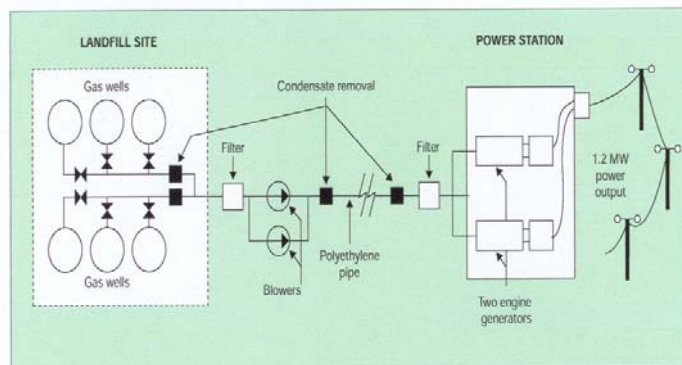 LANDFILL SITE
POWER STATION
Gas wells
Condensate removal
Filter
Filter
1.2 MW
power
output
Polyethylene
pipe
Gas wells
Blowers
Two engine
generators